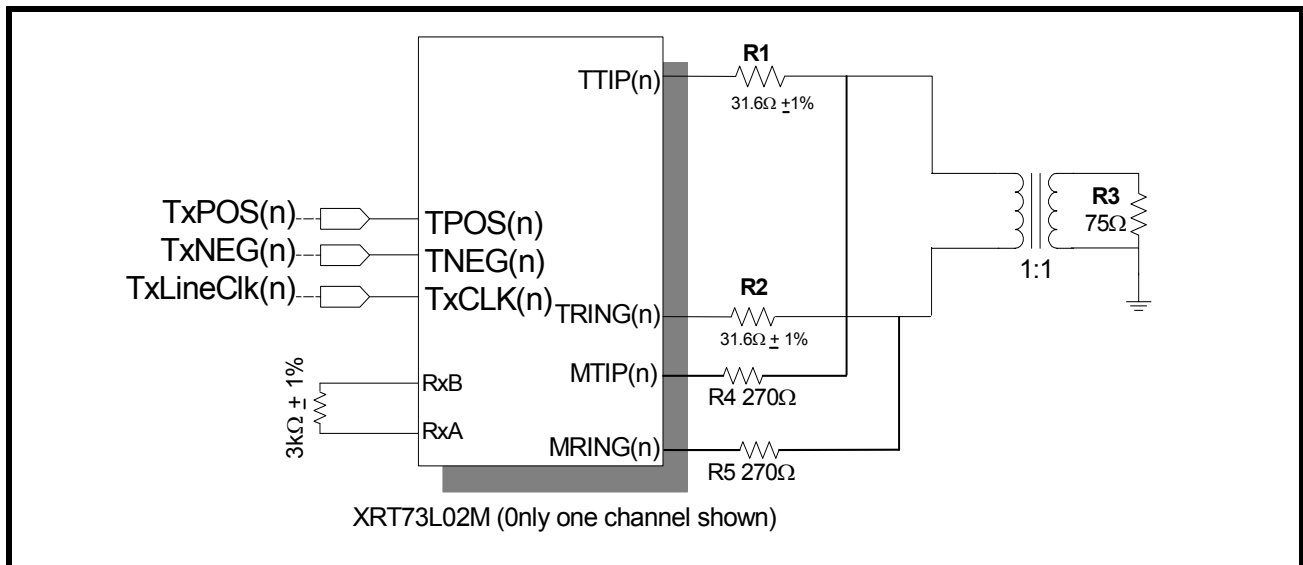 R1
TTIP(n)
31.6Ω ±1%
TxPOS(n)
TPOS(n)
TxNEG(n)
TNEG(n)
TxLineClk(n)
TxCLK(n)
R3
75Ω
1:1
R2
TRING(n)
31.6Ω ± 1%
MTIP(n)
R4 270Ω
3kΩ ± 1%
RxB
RxA
MRING(n)
R5 270Ω
XRT73L02M (0nly one channel shown)